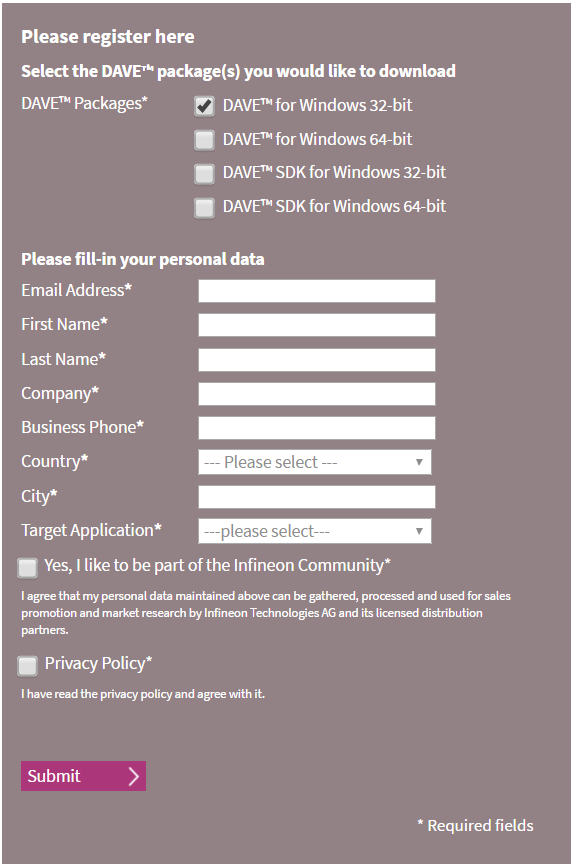 Please register here
Select the DAVE™ package(s) you would like to download
DAVE™ Packages*
DAVE™ for Windows 32-bit
DAVE™ for Windows 64-bit
DAVE™ SDK for Windows 32-bit
DAVE™ SDK for Windows 64-bit
Please fill-in your personal data
Email Address*
First Name*
Last Name*
Company*
Business Phone*
Country* --- Please select ---
City*
Target Application* ---please select---
Yes, I like to be part of the Infineon Community*
I agree that my personal data maintained above can be gathered, processed and used for sales
promotion and market research by Infineon Technologies AG and its licensed distribution
partners.
Privacy Policy*
I have read the privacy policy and agree with it.
Submit
* Required fields